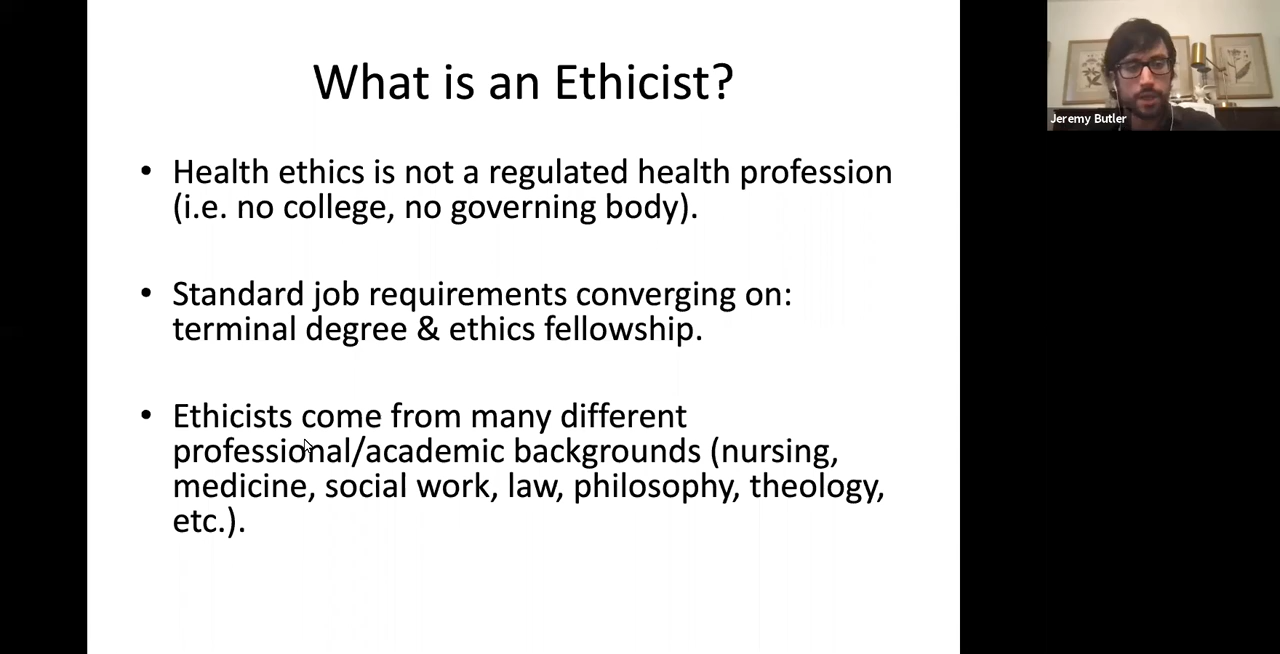 What is an Ethicist?
• Health ethics is not a regulated health profession
(i.e. no college, no governing body).
• Standard job requirements converging on:
terminal degree & ethics fellowship.
• Ethicists come from many different
professional/academic backgrounds (nursing,
medicine, social work, law, philosophy, theology,
etc.).
Jeremy Butler